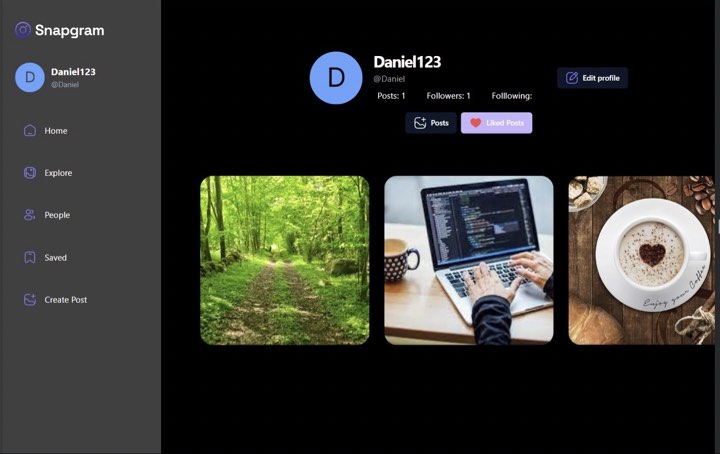 Snapgram
D
Daniel123
@Daniel
Home
Explore
People
Saved
Create Post
D
Daniel123
@Daniel
Posts: 1 Followers: 1 Folllowing:
Edit profile
Posts
Liked Posts
Enjoy your Coffee